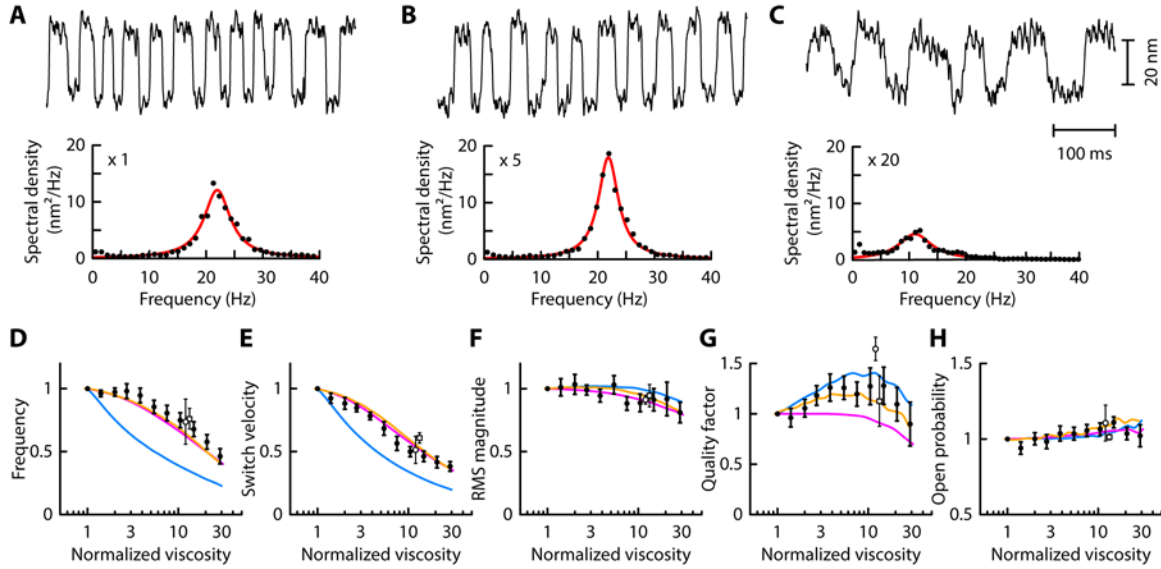 A
B
C
20 nm
100 ms
x 1
x 5
x 20
Spectral density
(nm²/Hz)
20
10
0
0 10 20 30 40
Frequency (Hz)
Spectral density
(nm²/Hz)
20
10
0
0 10 20 30 40
Frequency (Hz)
Spectral density
(nm²/Hz)
20
10
0
0 10 20 30 40
Frequency (Hz)
D
Frequency
1
0.5
0
1 3 10 30
Normalized viscosity
E
Switch velocity
1
0.5
0
1 3 10 30
Normalized viscosity
F
RMS magnitude
1
0.5
0
1 3 10 30
Normalized viscosity
G
Quality factor
1.5
1
0.5
0
1 3 10 30
Normalized viscosity
H
Open probability
1.5
1
0.5
1 3 10 30
Normalized viscosity